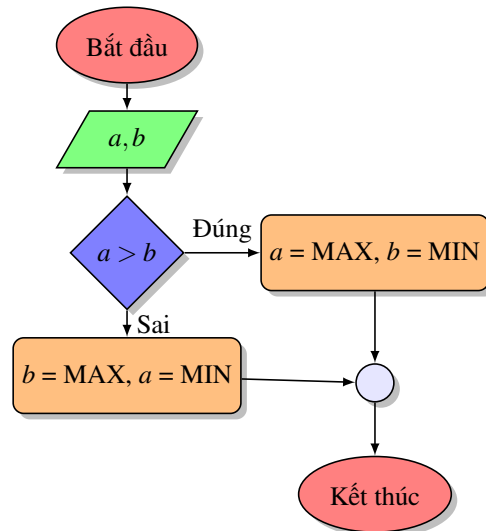 Bắt đầu
a, b
a > b
Đúng
a = MAX, b = MIN
Sai
b = MAX, a = MIN
Kết thúc